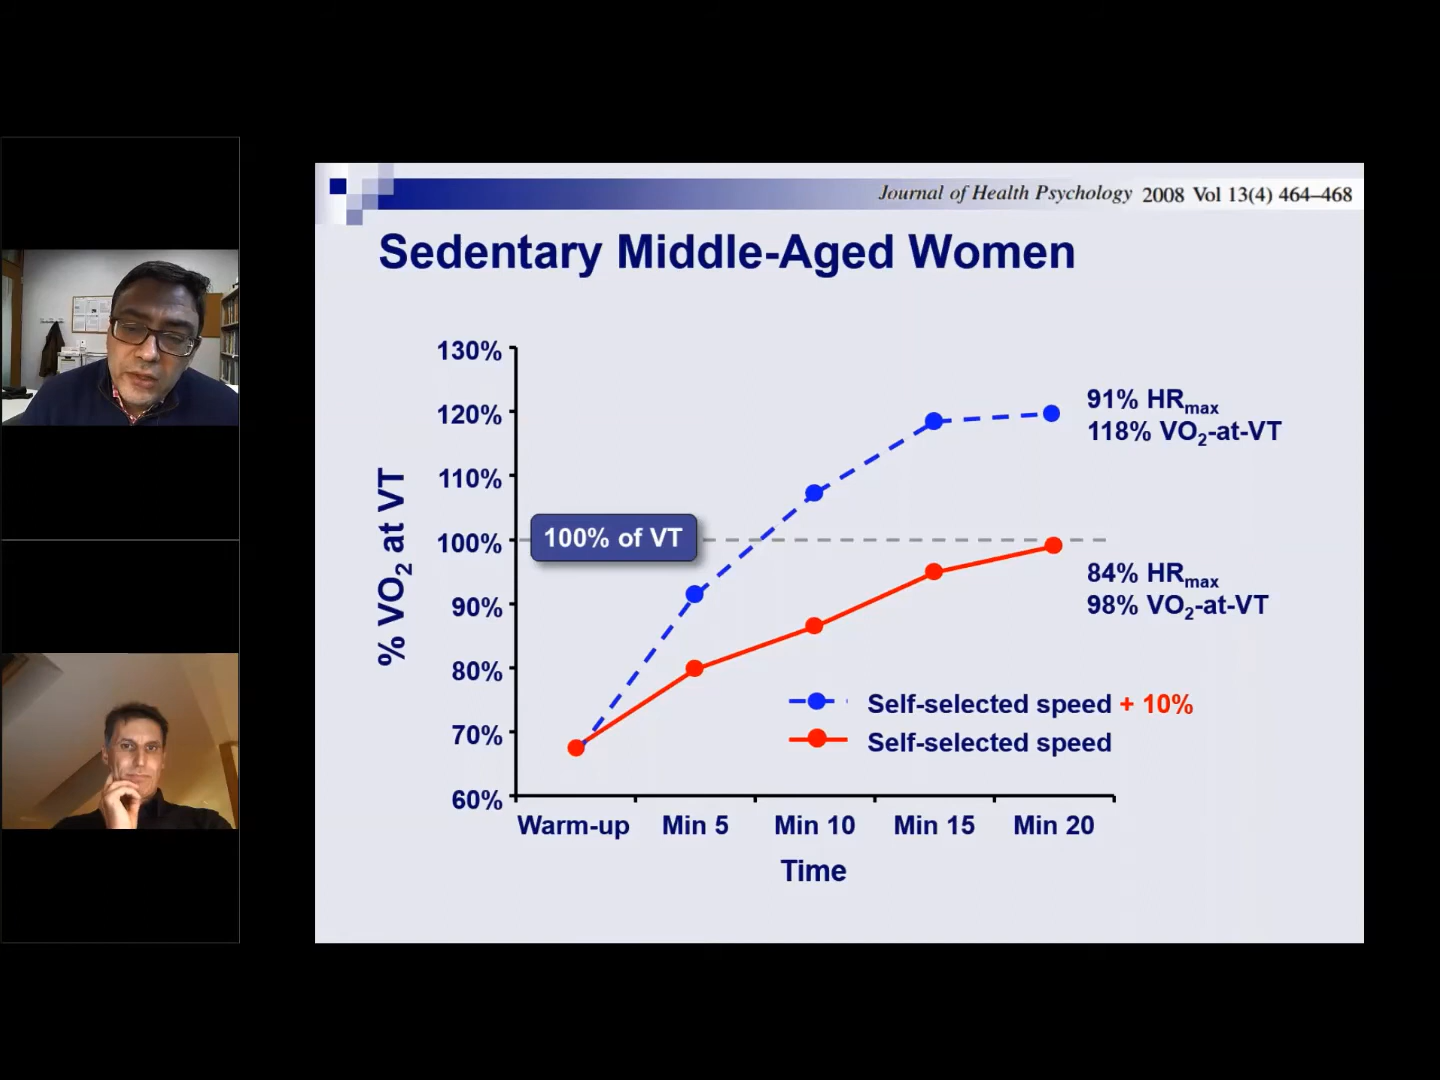 Journal of Health Psychology 2008 Vol 13(4) 464–468
Sedentary Middle-Aged Women
130%
120%
110%
100%
90%
80%
70%
60%
% VO2 at VT
100% of VT
91% HRmax
118% VO2-at-VT
84% HRmax
98% VO2-at-VT
Self-selected speed + 10%
Self-selected speed
Warm-up Min 5 Min 10 Min 15 Min 20
Time